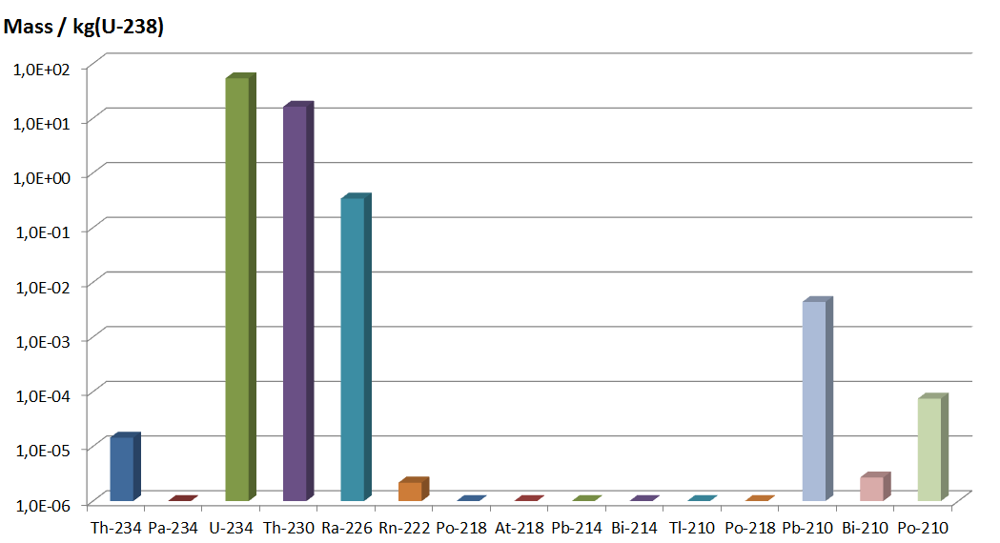 Mass / kg(U-238)
1,0E+02
1,0E+01
1,0E+00
1,0E-01
1,0E-02
1,0E-03
1,0E-04
1,0E-05
1,0E-06
Th-234 Pa-234 U-234 Th-230 Ra-226 Rn-222 Po-218 At-218 Pb-214 Bi-214 Tl-210 Po-218 Pb-210 Bi-210 Po-210